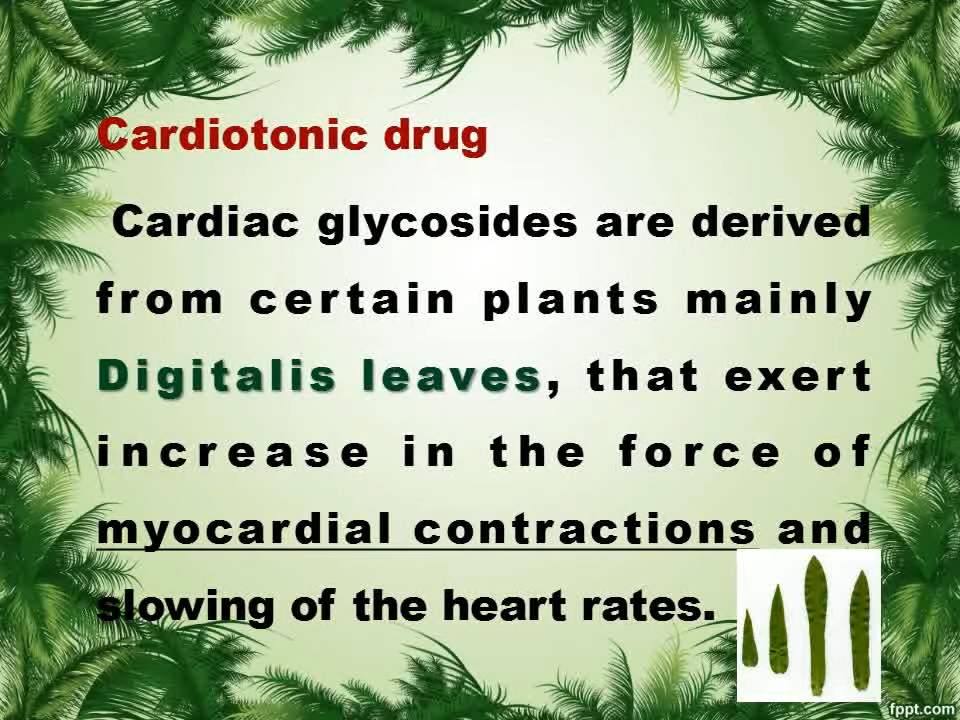 Cardiotonic drug
Cardiac glycosides are derived
from certain plants mainly
Digitalis leaves, that exert
increase in the force of
myocardial contractions and
slowing of the heart rates.
fppt.com